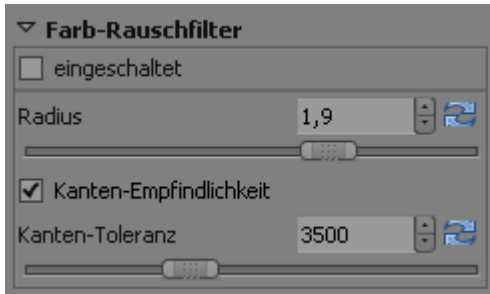 Farb-Rauschfilter
eingeschaltet
Radius 1,9
Kanten-Empfindlichkeit
Kanten-Toleranz 3500